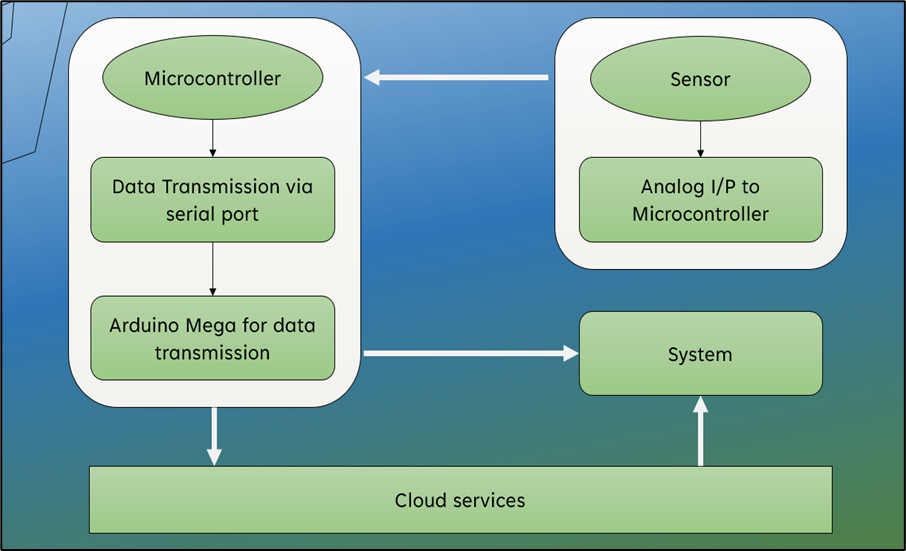 Microcontroller
Data Transmission via
serial port
Arduino Mega for data
transmission
Sensor
Analog I/P to
Microcontroller
System
Cloud services